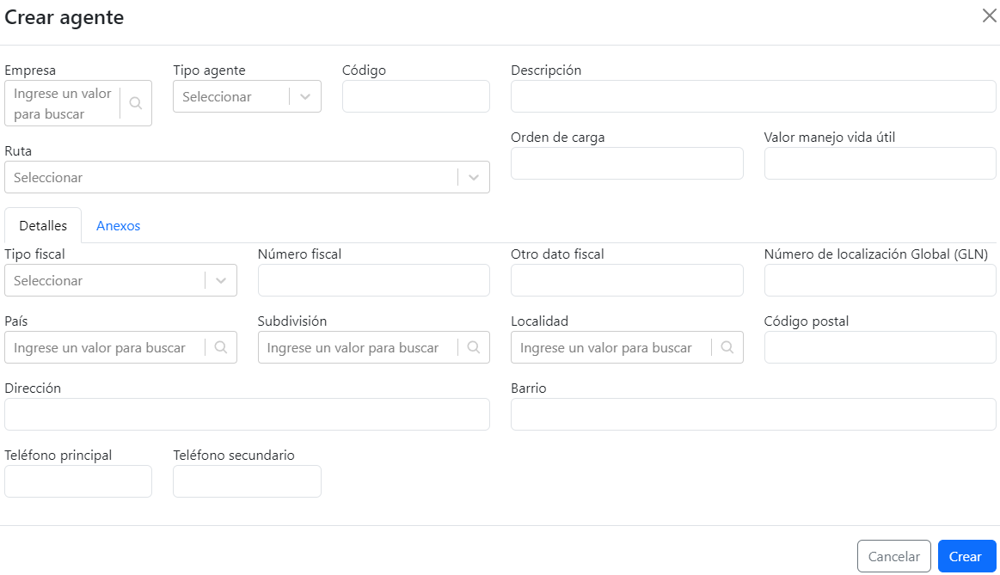 Crear agente
Empresa
Tipo agente
Código
Descripción
Ingrese un valor
para buscar
Seleccionar
Orden de carga
Valor manejo vida útil
Ruta
Seleccionar
Detalles
Anexos
Tipo fiscal
Número fiscal
Otro dato fiscal
Número de localización Global (GLN)
Seleccionar
País
Subdivisión
Localidad
Código postal
Ingrese un valor para buscar
Ingrese un valor para buscar
Ingrese un valor para buscar
Dirección
Barrio
Teléfono principal
Teléfono secundario
Cancelar
Crear